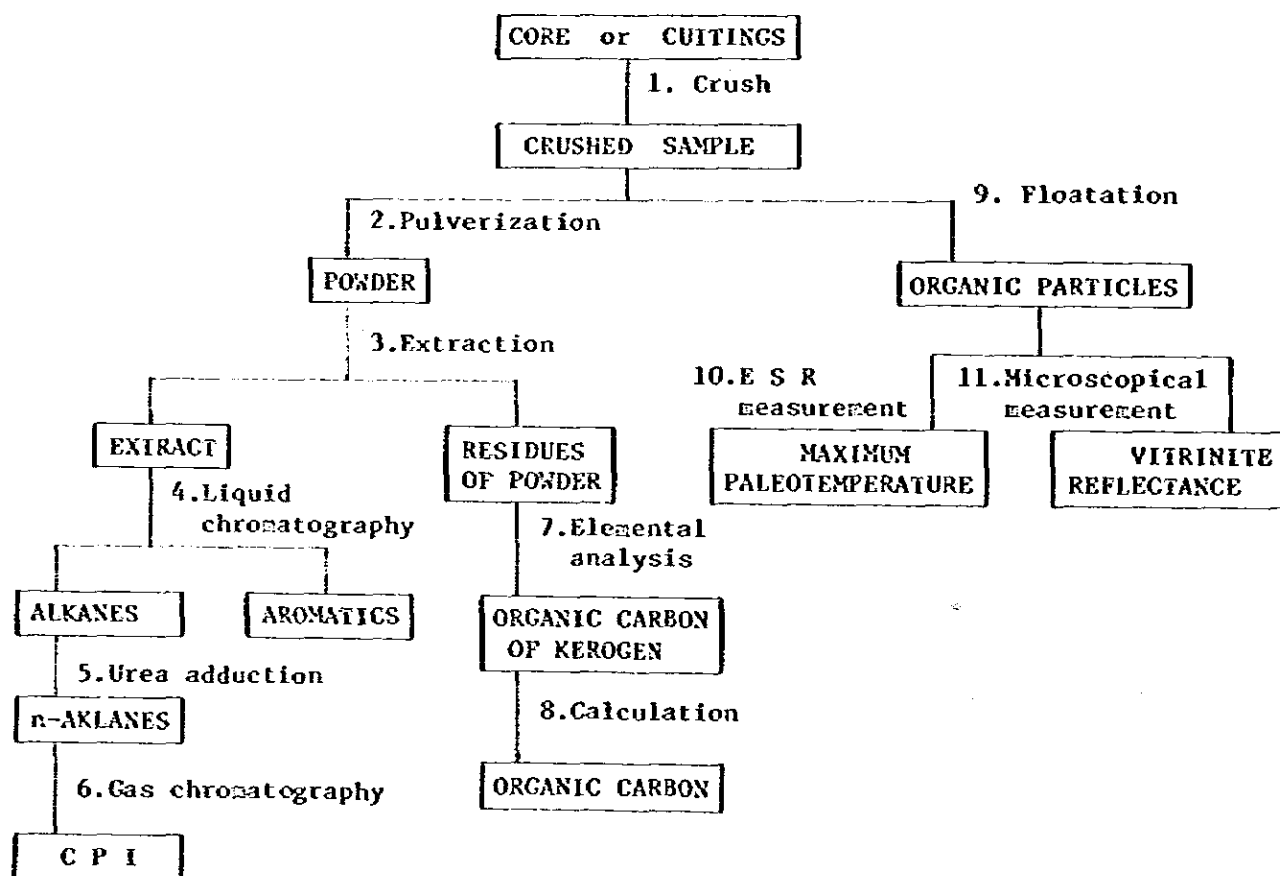 CORE or CUITINGS
1. Crush
CRUSHED SAMPLE
9. Floatation
2.Pulverization
POWDER
ORGANIC PARTICLES
3.Extraction
10.E S R
measurement
11.Microscopical
measurement
EXTRACT
RESIDUES
OF POWDER
MAXIMUM
PALEOTEMPERATURE
VITRINITE
REFLECTANCE
4.Liquid
chromatography
7.Elemental
analysis
ALKANES
AROMATICS
ORGANIC CARBON
OF KEROGEN
5.Urea adduction
n-AKLANES
8.Calculation
6.Gas chromatography
ORGANIC CARBON
C P I